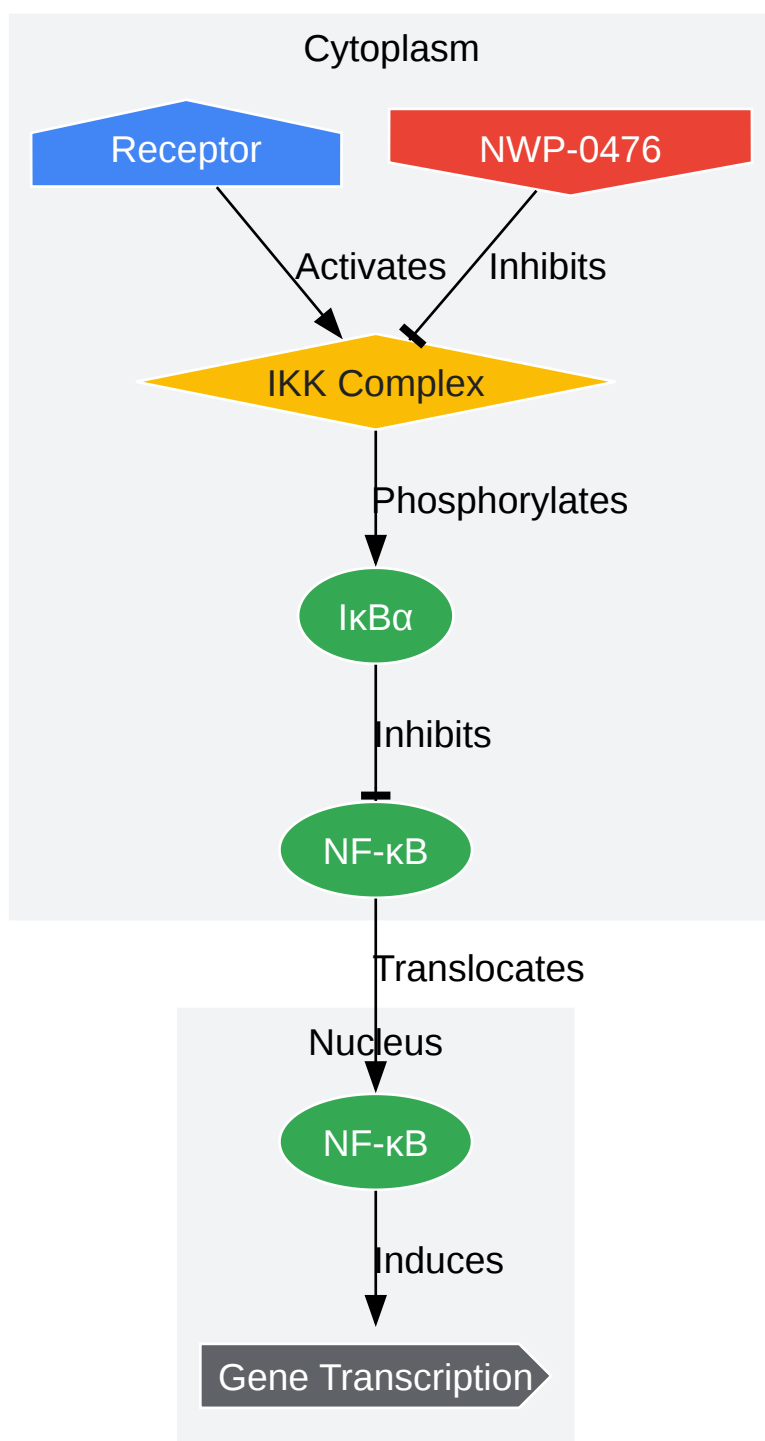 Cytoplasm
Receptor
NWP-0476
Activates
Inhibits
IKK Complex
Phosphorylates
IκBα
Inhibits
NF-κB
Translocates
Nucleus
NF-κB
Induces
Gene Transcription